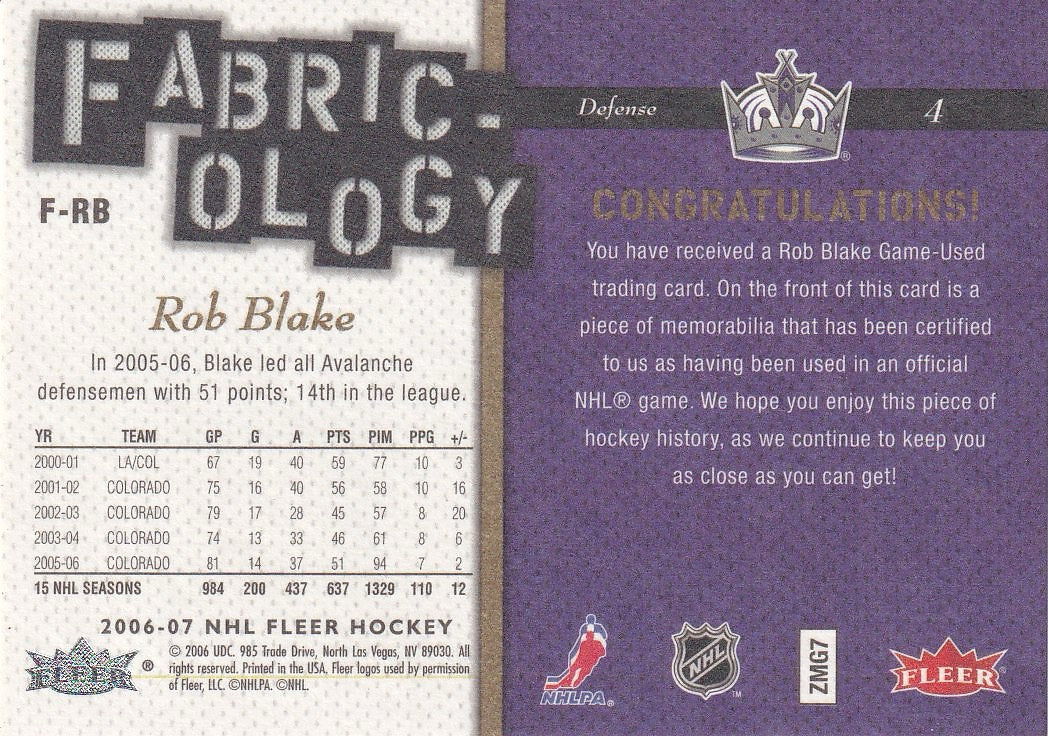 FABRIC-
OLOGY
F-RB
Rob Blake
In 2005-06, Blake led all Avalanche
defensemen with 51 points; 14th in the league.
YR TEAM GP G A PTS PIM PPG +/-
2000-01 LA/COL 67 19 40 59 77 10 3
2001-02 COLORADO 75 16 40 56 58 10 16
2002-03 COLORADO 79 17 28 45 57 8 20
2003-04 COLORADO 74 13 33 46 61 8 6
2005-06 COLORADO 81 14 37 51 94 7 2
15 NHL SEASONS 984 200 437 637 1329 110 12
2006-07 NHL FLEER HOCKEY
FLEER ®
© 2006 UDC. 985 Trade Drive, North Las Vegas, NV 89030. All
rights reserved. Printed in the USA. Fleer logos used by permission
of Fleer, LLC. ©NHLPA. ©NHL.
Defense 4
®
CONGRATULATIONS!
You have received a Rob Blake Game-Used
trading card. On the front of this card is a
piece of memorabilia that has been certified
to us as having been used in an official
NHL® game. We hope you enjoy this piece of
hockey history, as we continue to keep you
as close as you can get!
NHLPA®
NHL ™
ZMG7
FLEER ®